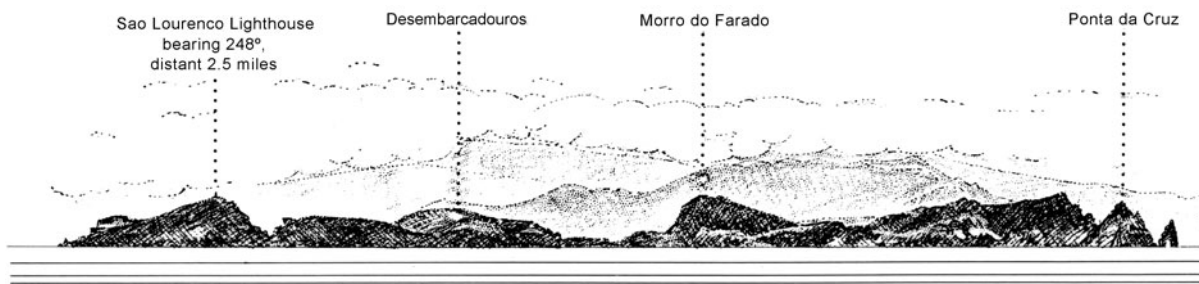 Sao Lourenco Lighthouse
bearing 248º,
distant 2.5 miles
Desembarcadouros
Morro do Farado
Ponta da Cruz